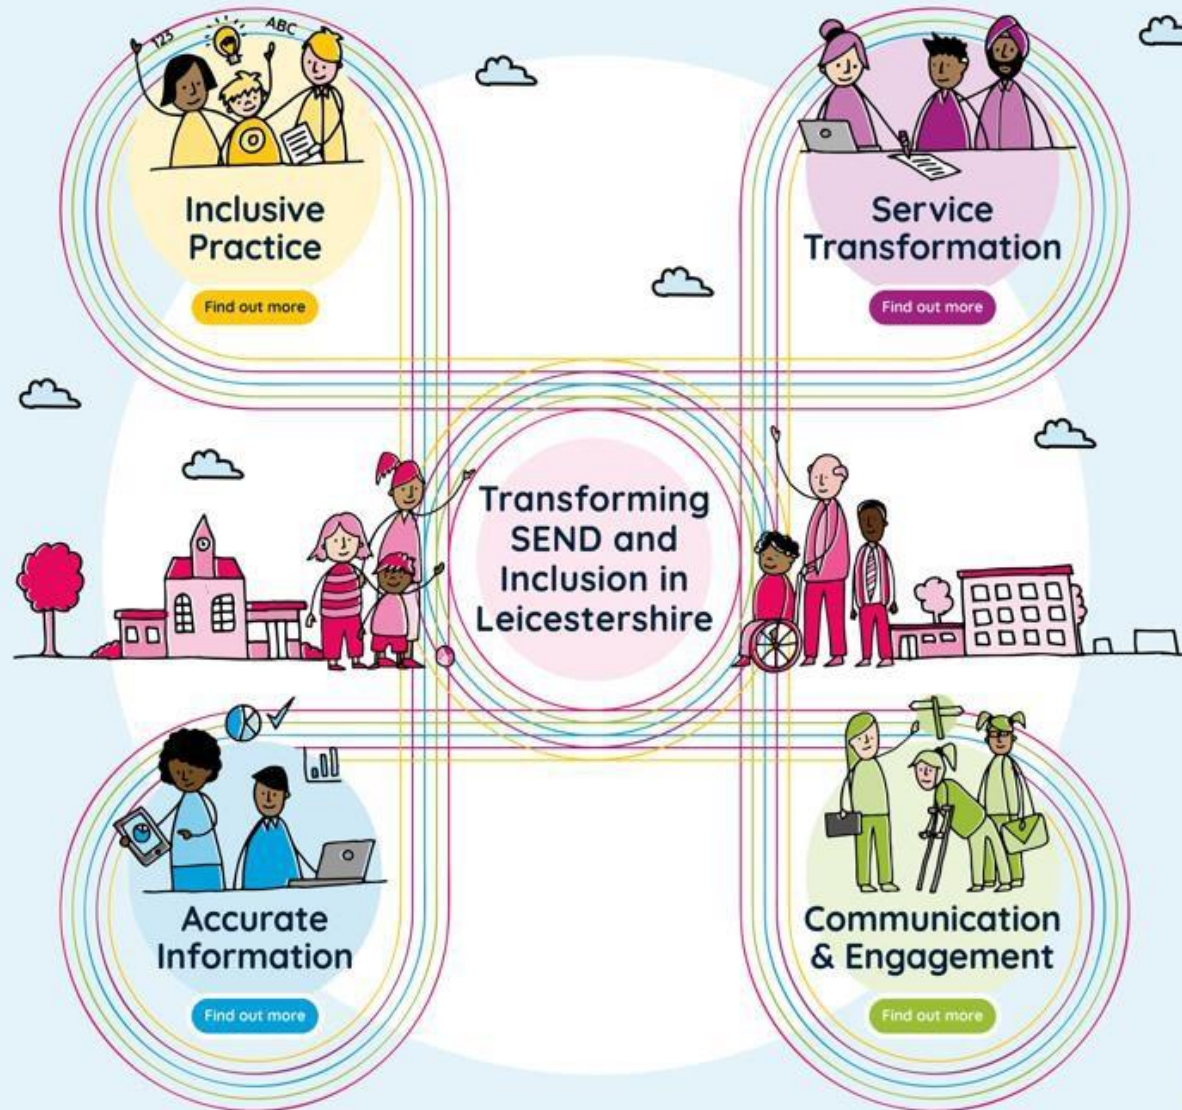 123
ABC
Inclusive
Practice
Find out more
Service
Transformation
Find out more
Transforming
SEND and
Inclusion in
Leicestershire
Accurate
Information
Find out more
Communication
& Engagement
Find out more